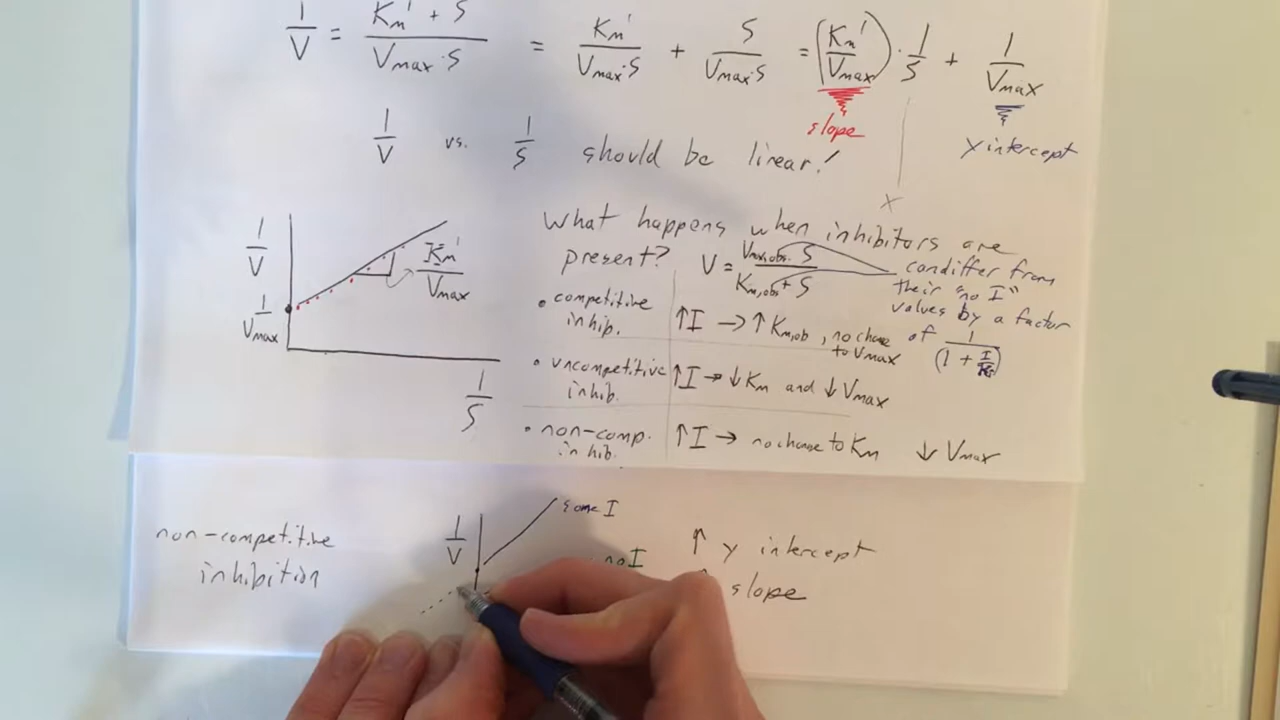 1/V = Km' + S / Vmax·S = Km' / Vmax·S + S / Vmax·S = (Km' / Vmax) · 1/S + 1/Vmax
slope
y intercept
1/V vs. 1/S should be linear!
x
1/V
Km' / Vmax
1/Vmax
1/S
What happens when inhibitors are
present? V = Vmax,obs · S / Km,obs + S
can differ from
their "no I"
values by a factor
of 1 / (1 + I/KI)
• competitive
inhib.
↑I → ↑ Km,ob, no change
to Vmax
• uncompetitive
inhib.
↑I → ↓ Km and ↓ Vmax
• non-comp.
inhib.
↑I → no change to Km ↓ Vmax
non-competitive
inhibition
1/V
some I
no I
↑ y intercept
slope